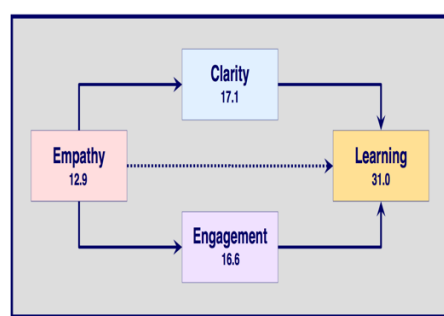 Clarity
17.1
Empathy
12.9
Learning
31.0
Engagement
16.6